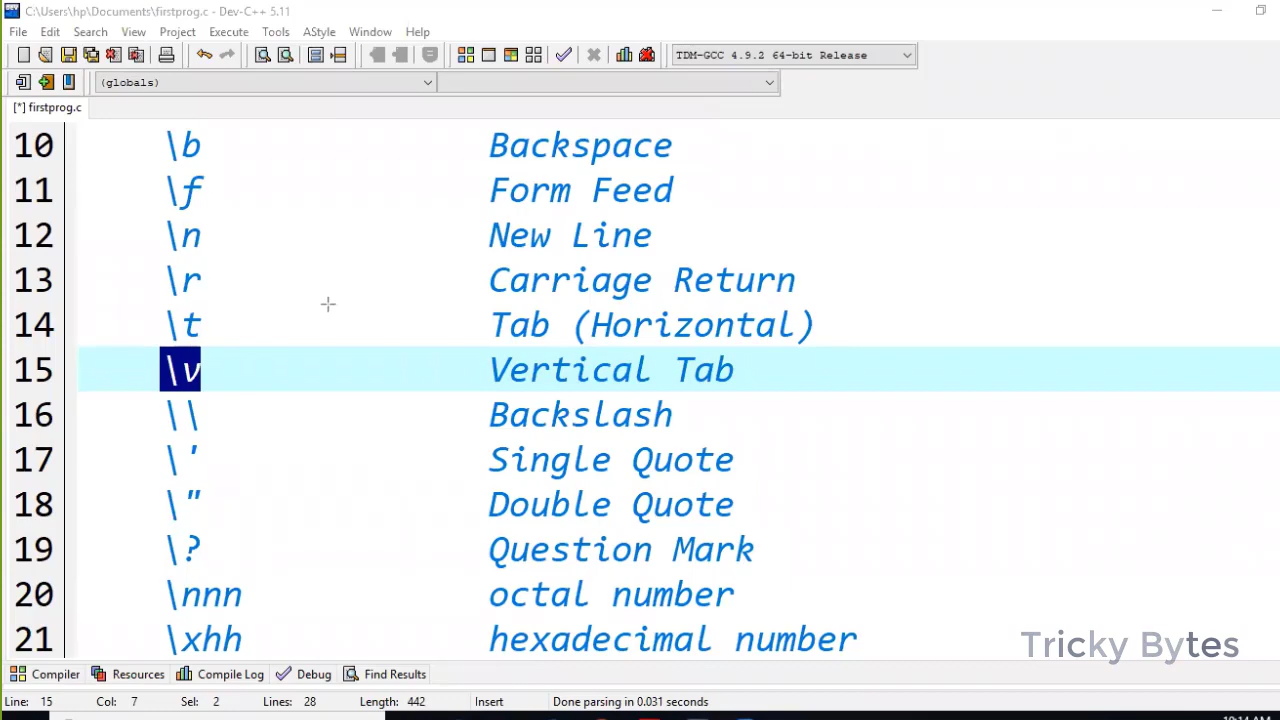 C:\Users\hp\Documents\firstprog.c - Dev-C++ 5.11
File Edit Search View Project Execute Tools AStyle Window Help
TDM-GCC 4.9.2 64-bit Release
(globals)
[*] firstprog.c
10 \b Backspace
11 \f Form Feed
12 \n New Line
13 \r Carriage Return
14 \t Tab (Horizontal)
15 \v Vertical Tab
16 \\ Backslash
17 \' Single Quote
18 \" Double Quote
19 \? Question Mark
20 \nnn octal number
21 \xhh hexadecimal number
Tricky Bytes
Compiler Resources Compile Log Debug Find Results
Line: 15 Col: 7 Sel: 2 Lines: 28 Length: 442 Insert Done parsing in 0.031 seconds